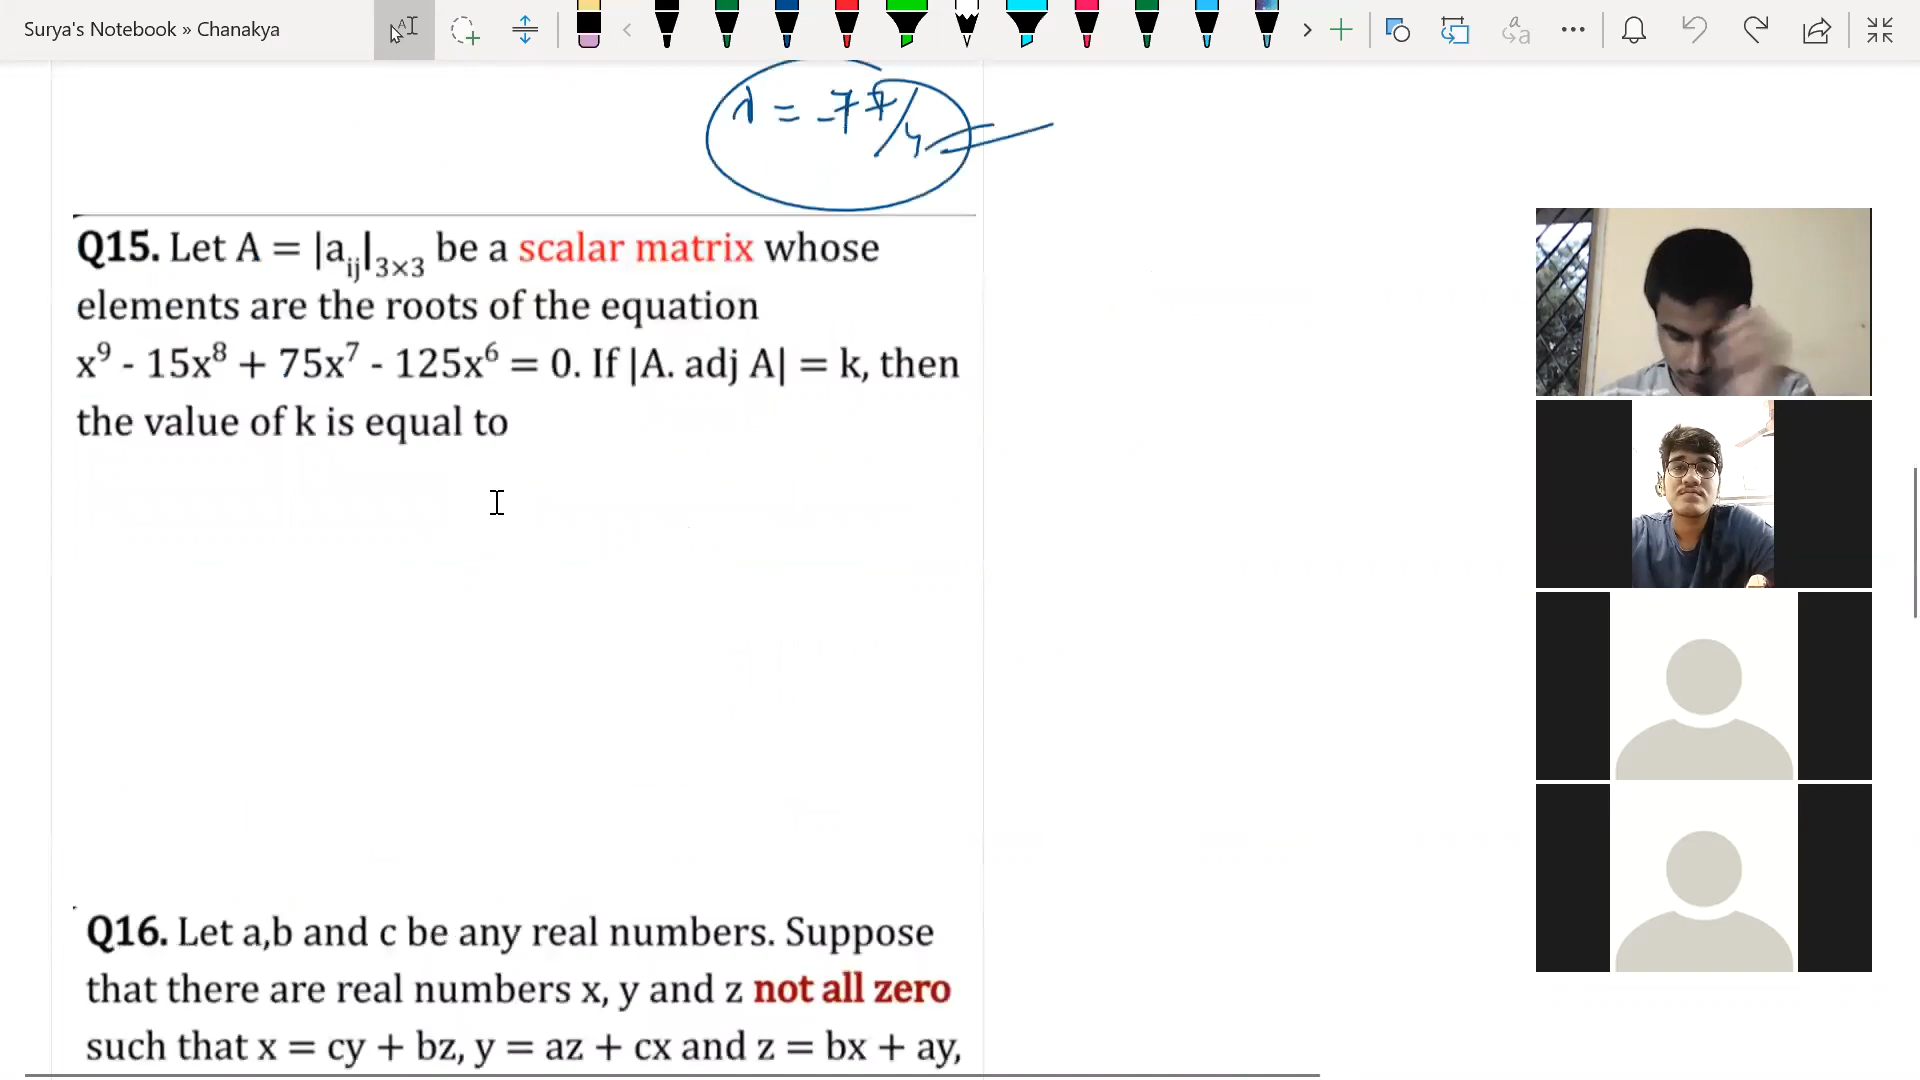 Surya's Notebook » Chanakya
λ = -77/4
Q15. Let A = |aᵢⱼ|₃ₓ₃ be a scalar matrix whose
elements are the roots of the equation
x⁹ - 15x⁸ + 75x⁷ - 125x⁶ = 0. If |A. adj A| = k, then
the value of k is equal to
Q16. Let a,b and c be any real numbers. Suppose
that there are real numbers x, y and z not all zero
such that x = cy + bz, y = az + cx and z = bx + ay,